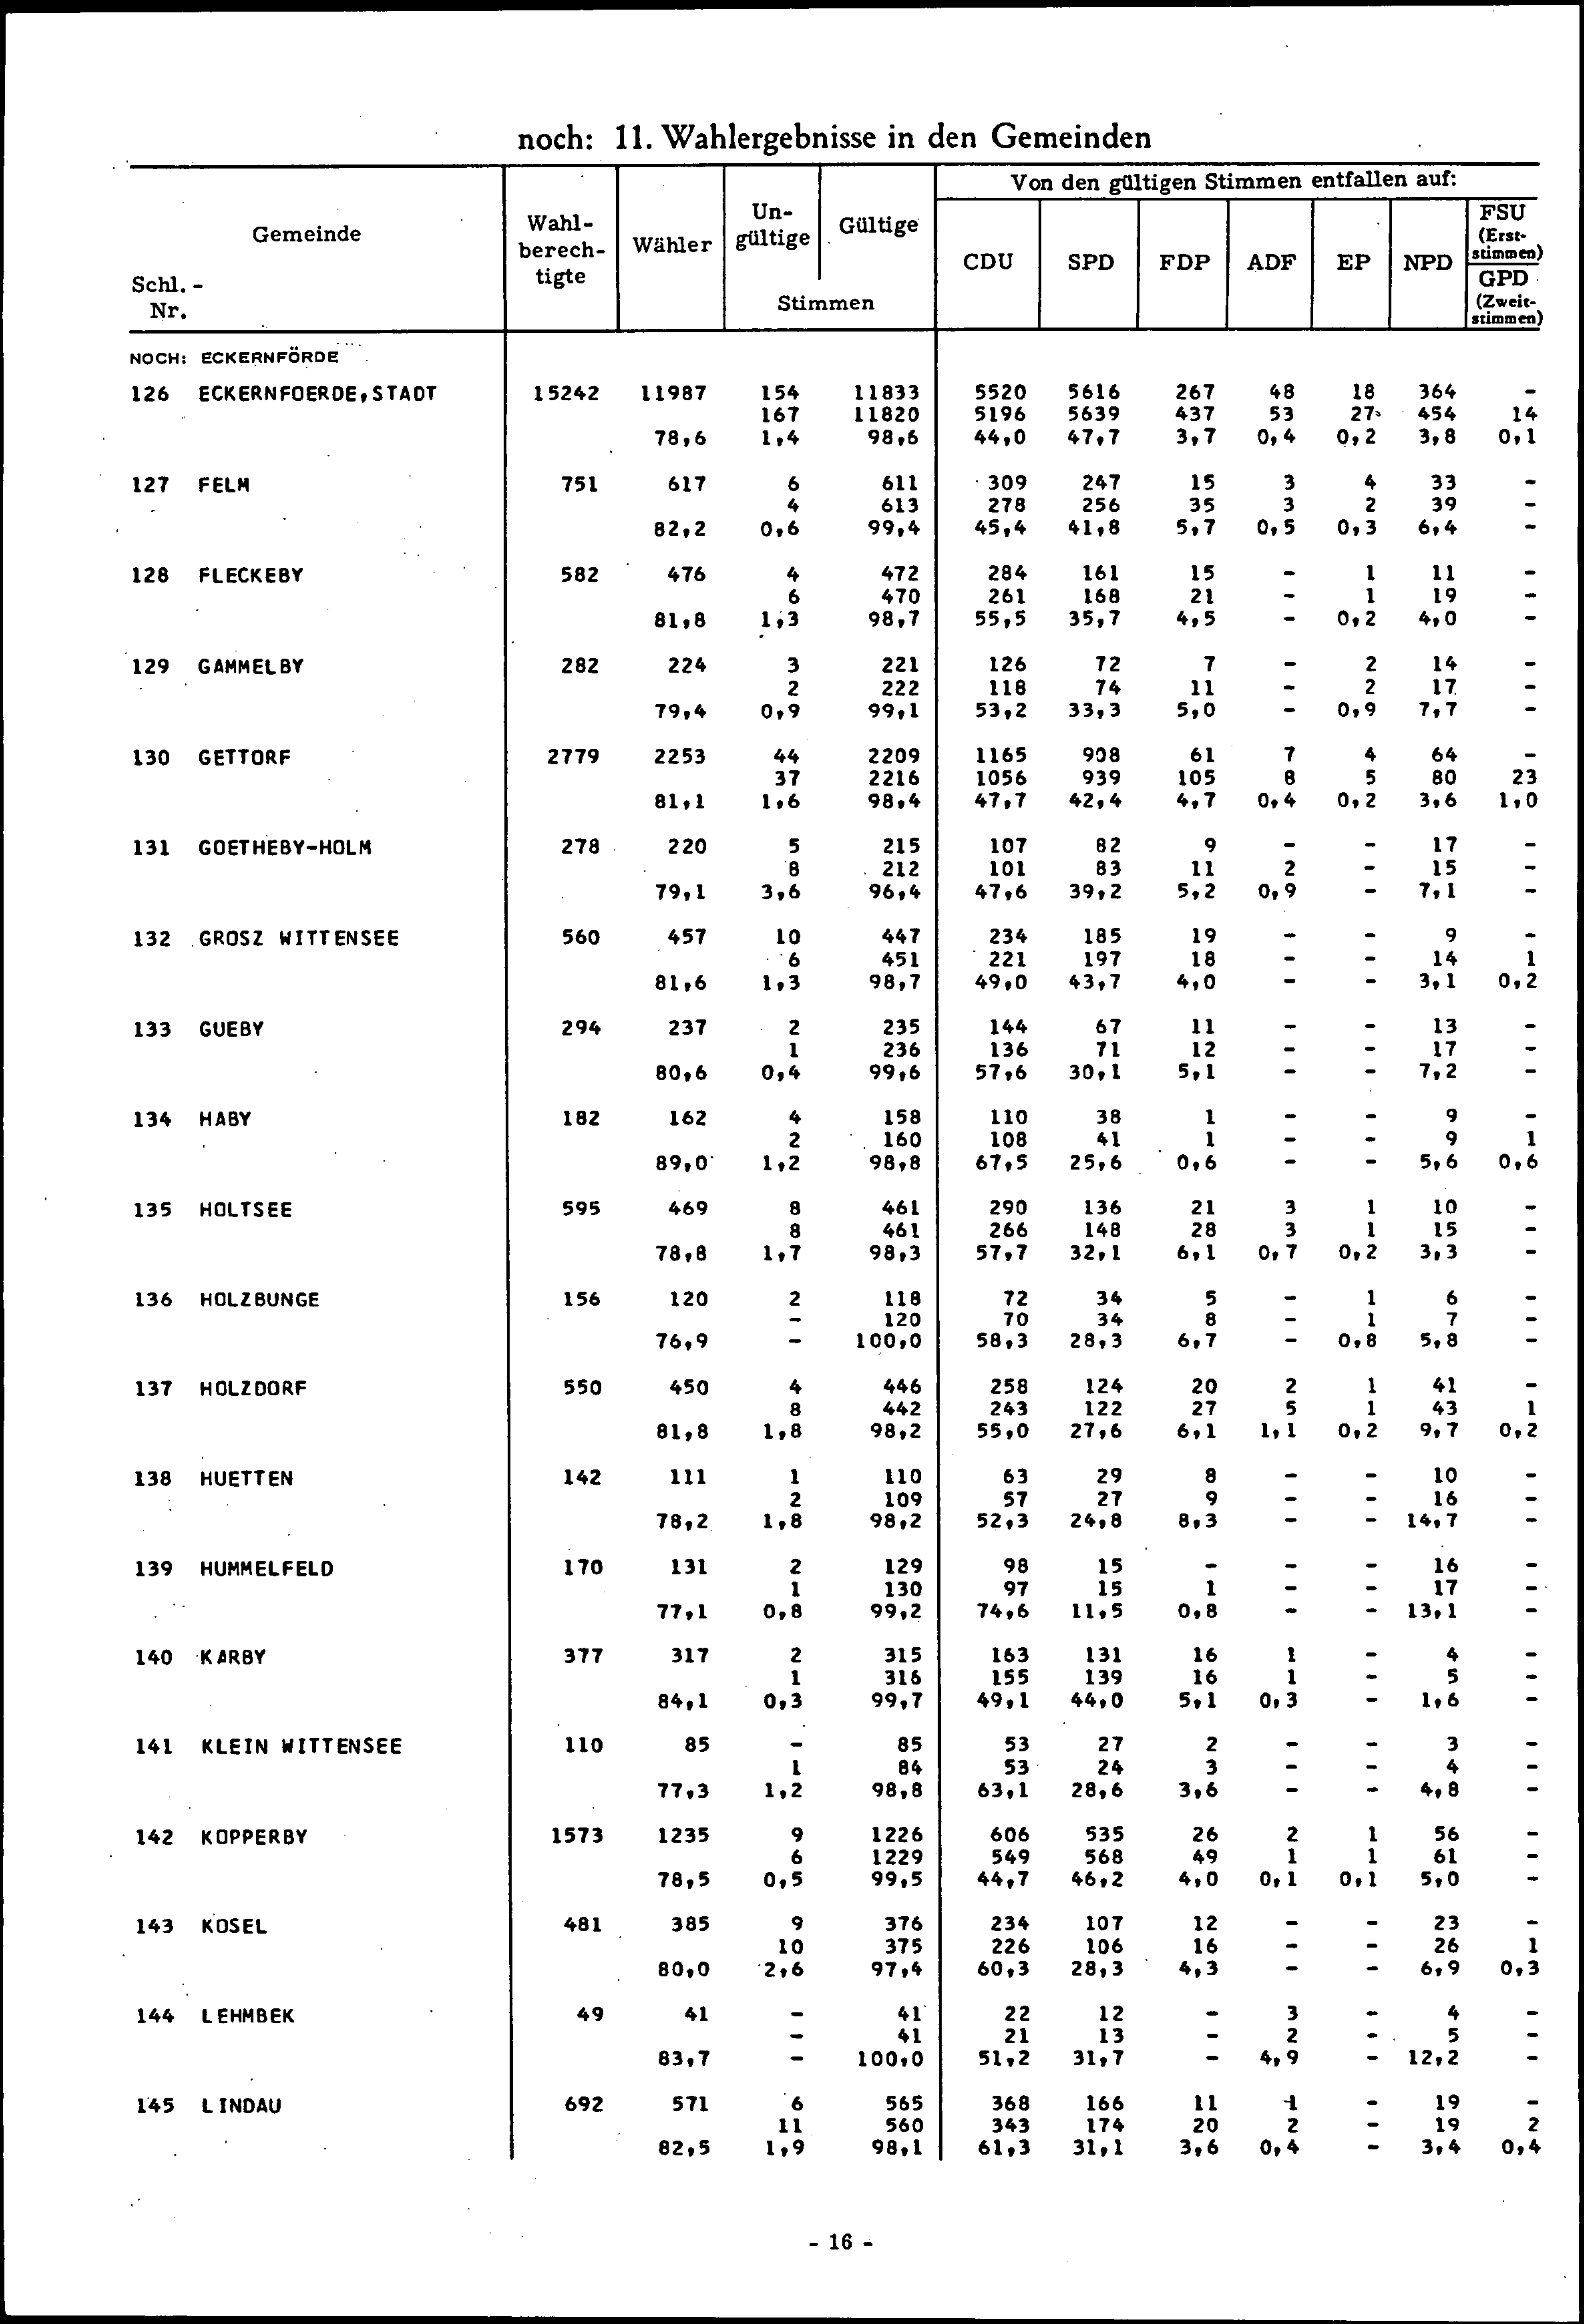 noch: 11. Wahlergebnisse in den Gemeinden
Von den gültigen Stimmen entfallen auf:
Schl.-Nr. Gemeinde Wahl-berech-tigte Wähler Un-gültige Gültige Stimmen CDU SPD FDP ADF EP NPD FSU (Erst-stimmen) GPD (Zweit-stimmen)
NOCH: ECKERNFÖRDE
126 ECKERNFOERDE,STADT 15242 11987 154 11833 5520 5616 267 48 18 364 -
167 11820 5196 5639 437 53 27 454 14
78,6 1,4 98,6 44,0 47,7 3,7 0,4 0,2 3,8 0,1
127 FELM 751 617 6 611 309 247 15 3 4 33 -
4 613 278 256 35 3 2 39 -
82,2 0,6 99,4 45,4 41,8 5,7 0,5 0,3 6,4 -
128 FLECKEBY 582 476 4 472 284 161 15 - 1 11 -
6 470 261 168 21 - 1 19 -
81,8 1,3 98,7 55,5 35,7 4,5 - 0,2 4,0 -
129 GAMMELBY 282 224 3 221 126 72 7 - 2 14 -
2 222 118 74 11 - 2 17 -
79,4 0,9 99,1 53,2 33,3 5,0 - 0,9 7,7 -
130 GETTORF 2779 2253 44 2209 1165 908 61 7 4 64 -
37 2216 1056 939 105 8 5 80 23
81,1 1,6 98,4 47,7 42,4 4,7 0,4 0,2 3,6 1,0
131 GOETHEBY-HOLM 278 220 5 215 107 82 9 - - 17 -
8 212 101 83 11 2 - 15 -
79,1 3,6 96,4 47,6 39,2 5,2 0,9 - 7,1 -
132 GROSZ WITTENSEE 560 457 10 447 234 185 19 - - 9 -
6 451 221 197 18 - - 14 1
81,6 1,3 98,7 49,0 43,7 4,0 - - 3,1 0,2
133 GUEBY 294 237 2 235 144 67 11 - - 13 -
1 236 136 71 12 - - 17 -
80,6 0,4 99,6 57,6 30,1 5,1 - - 7,2 -
134 HABY 182 162 4 158 110 38 1 - - 9 -
2 160 108 41 1 - - 9 1
89,0 1,2 98,8 67,5 25,6 0,6 - - 5,6 0,6
135 HOLTSEE 595 469 8 461 290 136 21 3 1 10 -
8 461 266 148 28 3 1 15 -
78,8 1,7 98,3 57,7 32,1 6,1 0,7 0,2 3,3 -
136 HOLZBUNGE 156 120 2 118 72 34 5 - 1 6 -
- 120 70 34 8 - 1 7 -
76,9 - 100,0 58,3 28,3 6,7 - 0,8 5,8 -
137 HOLZDORF 550 450 4 446 258 124 20 2 1 41 -
8 442 243 122 27 5 1 43 1
81,8 1,8 98,2 55,0 27,6 6,1 1,1 0,2 9,7 0,2
138 HUETTEN 142 111 1 110 63 29 8 - - 10 -
2 109 57 27 9 - - 16 -
78,2 1,8 98,2 52,3 24,8 8,3 - - 14,7 -
139 HUMMELFELD 170 131 2 129 98 15 - - - 16 -
1 130 97 15 1 - - 17 -
77,1 0,8 99,2 74,6 11,5 0,8 - - 13,1 -
140 KARBY 377 317 2 315 163 131 16 1 - 4 -
1 316 155 139 16 1 - 5 -
84,1 0,3 99,7 49,1 44,0 5,1 0,3 - 1,6 -
141 KLEIN WITTENSEE 110 85 - 85 53 27 2 - - 3 -
1 84 53 24 3 - - 4 -
77,3 1,2 98,8 63,1 28,6 3,6 - - 4,8 -
142 KOPPERBY 1573 1235 9 1226 606 535 26 2 1 56 -
6 1229 549 568 49 1 1 61 -
78,5 0,5 99,5 44,7 46,2 4,0 0,1 0,1 5,0 -
143 KOSEL 481 385 9 376 234 107 12 - - 23 -
10 375 226 106 16 - - 26 1
80,0 2,6 97,4 60,3 28,3 4,3 - - 6,9 0,3
144 LEHMBEK 49 41 - 41 22 12 - 3 - 4 -
- 41 21 13 - 2 - 5 -
83,7 - 100,0 51,2 31,7 - 4,9 - 12,2 -
145 LINDAU 692 571 6 565 368 166 11 1 - 19 -
11 560 343 174 20 2 - 19 2
82,5 1,9 98,1 61,3 31,1 3,6 0,4 - 3,4 0,4
- 16 -